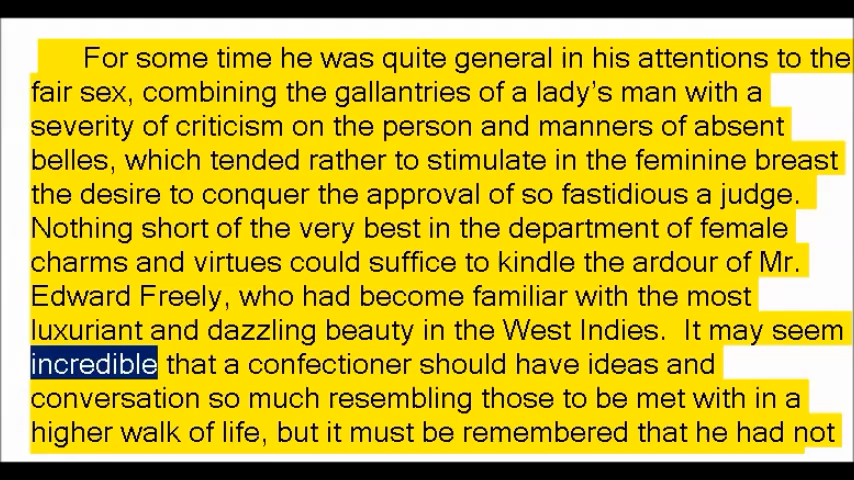 For some time he was quite general in his attentions to the
fair sex, combining the gallantries of a lady’s man with a
severity of criticism on the person and manners of absent
belles, which tended rather to stimulate in the feminine breast
the desire to conquer the approval of so fastidious a judge.
Nothing short of the very best in the department of female
charms and virtues could suffice to kindle the ardour of Mr.
Edward Freely, who had become familiar with the most
luxuriant and dazzling beauty in the West Indies.  It may seem
incredible that a confectioner should have ideas and
conversation so much resembling those to be met with in a
higher walk of life, but it must be remembered that he had not